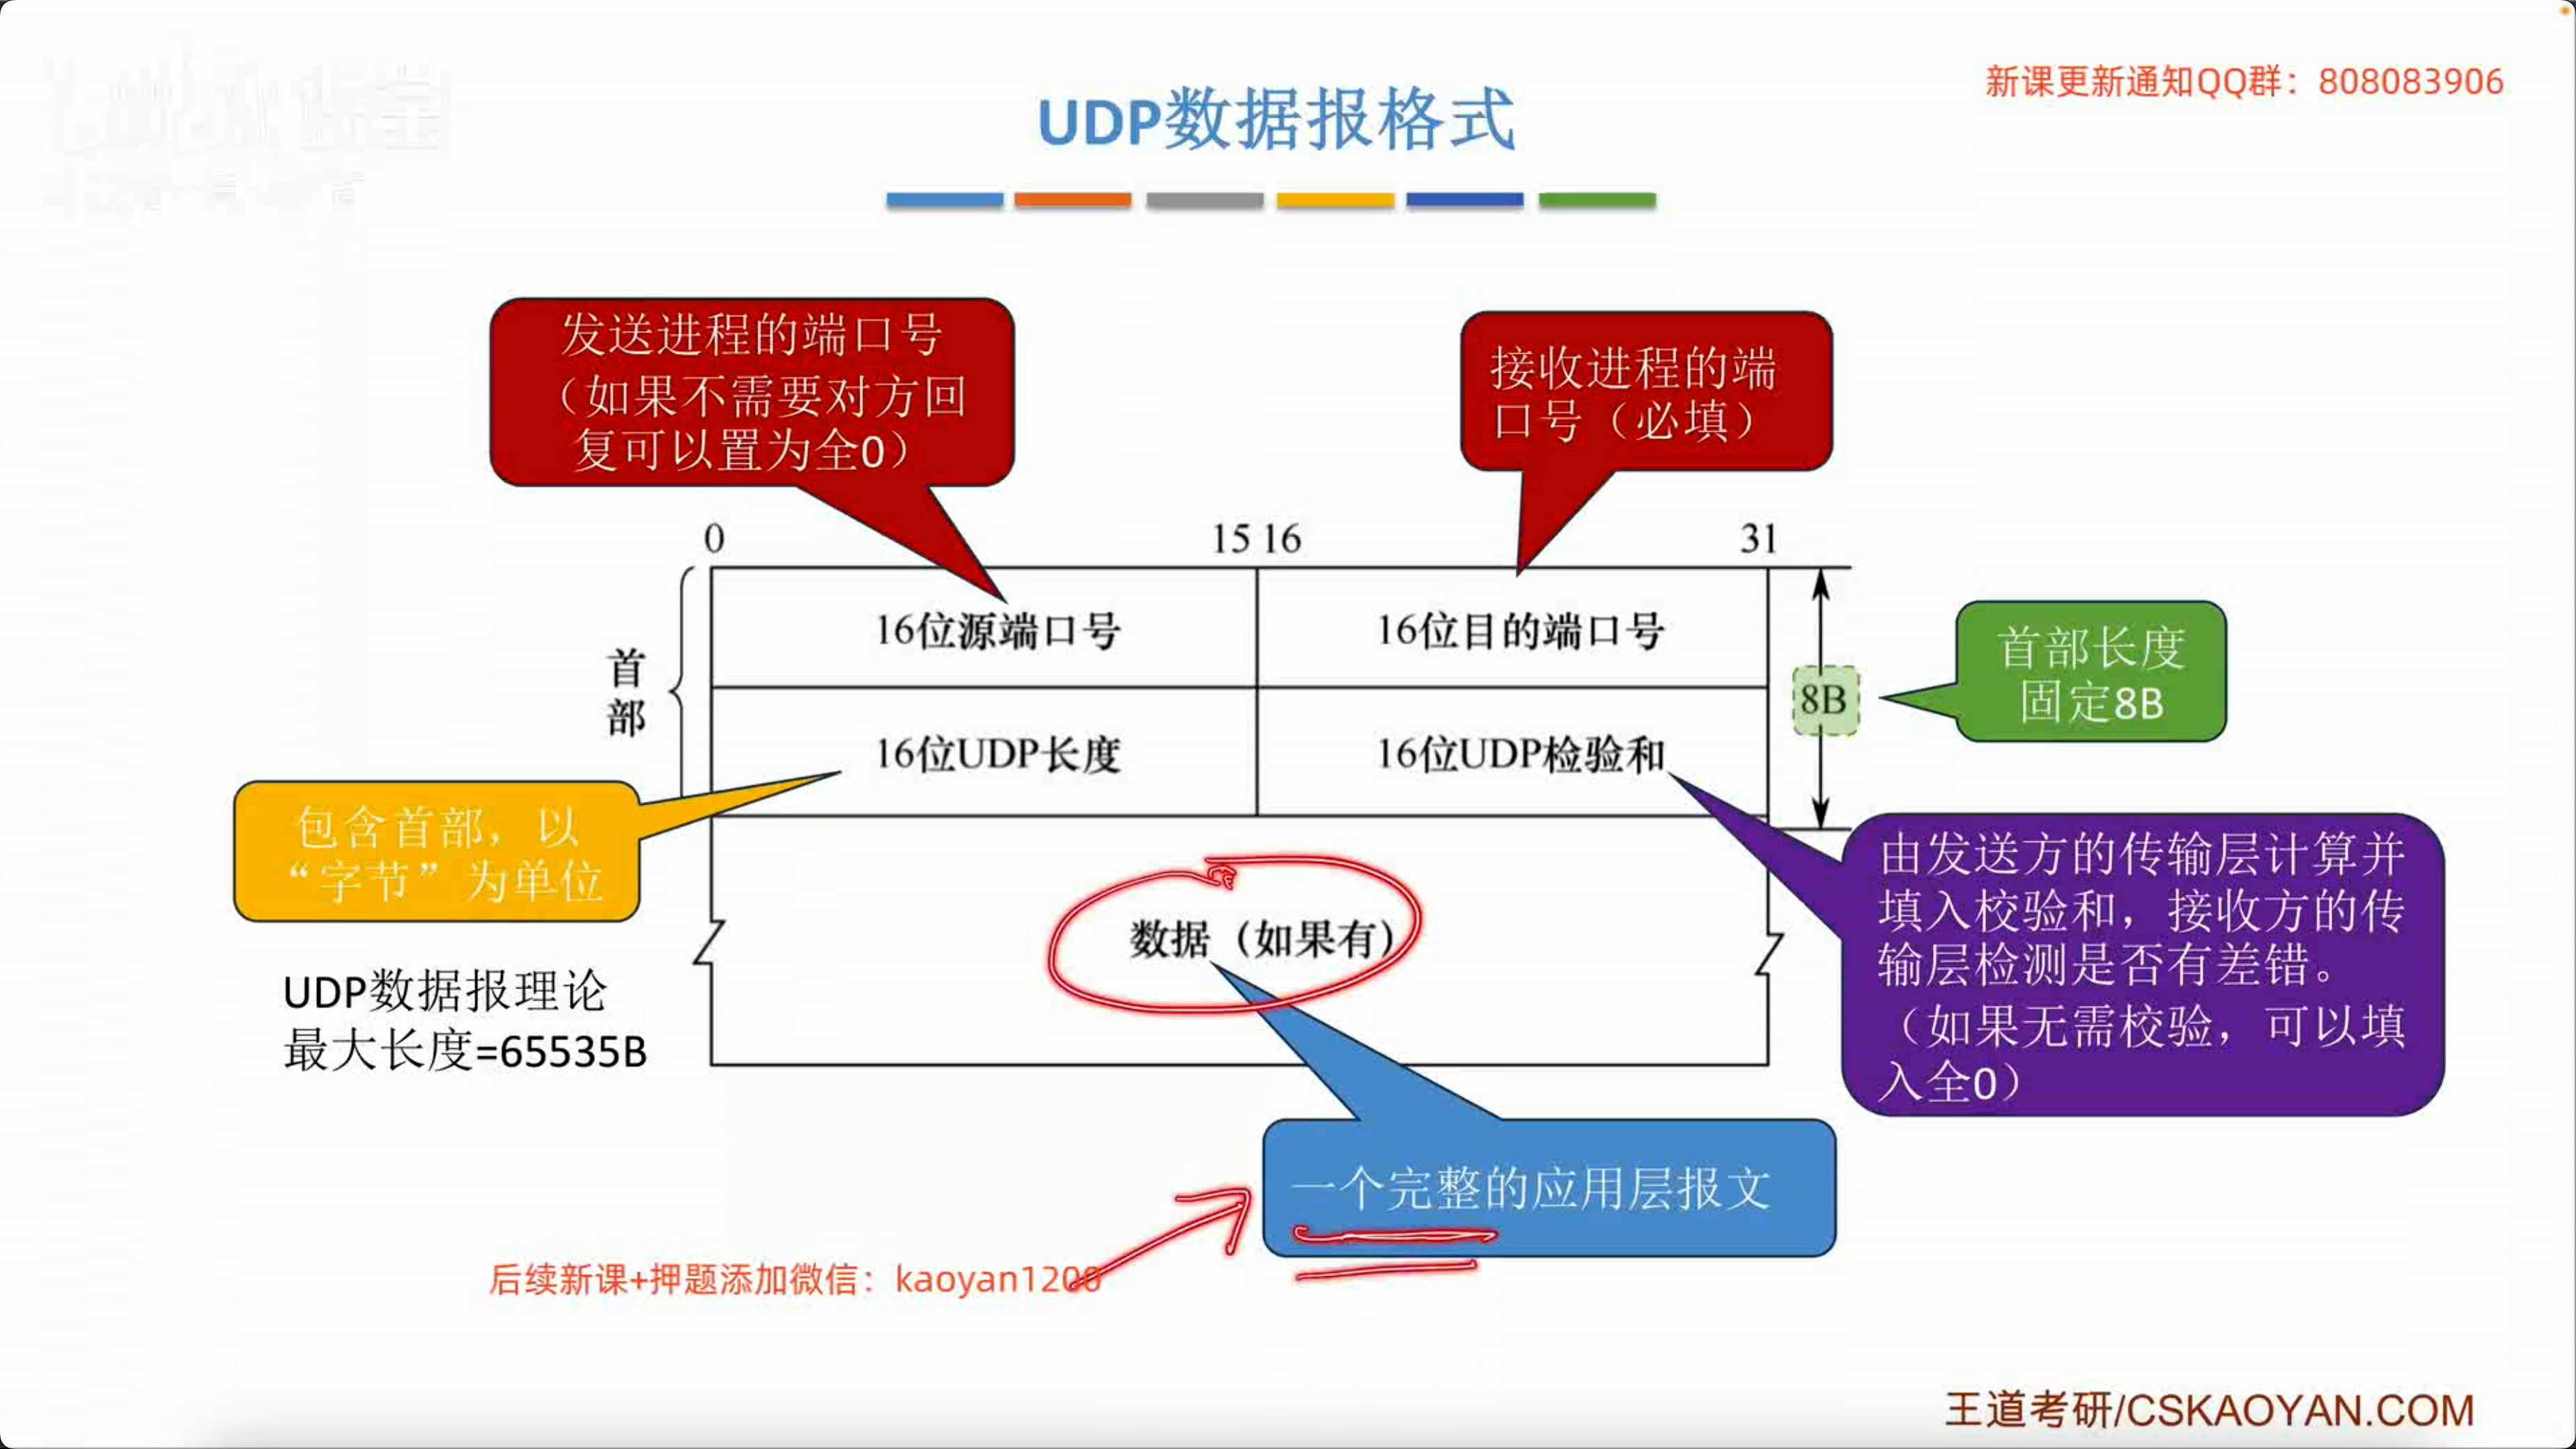 新课更新通知QQ群：808083906
UDP数据报格式
发送进程的端口号
（如果不需要对方回
复可以置为全0）
接收进程的端
口号（必填）
0
15 16
31
首
部
16位源端口号
16位目的端口号
16位UDP长度
16位UDP检验和
8B
首部长度
固定8B
包含首部，以
“字节”为单位
数据（如果有）
由发送方的传输层计算并
填入校验和，接收方的传
输层检测是否有差错。
（如果无需校验，可以填
入全0）
UDP数据报理论
最大长度=65535B
一个完整的应用层报文
后续新课+押题添加微信：kaoyan1200
王道考研/CSKAOYAN.COM